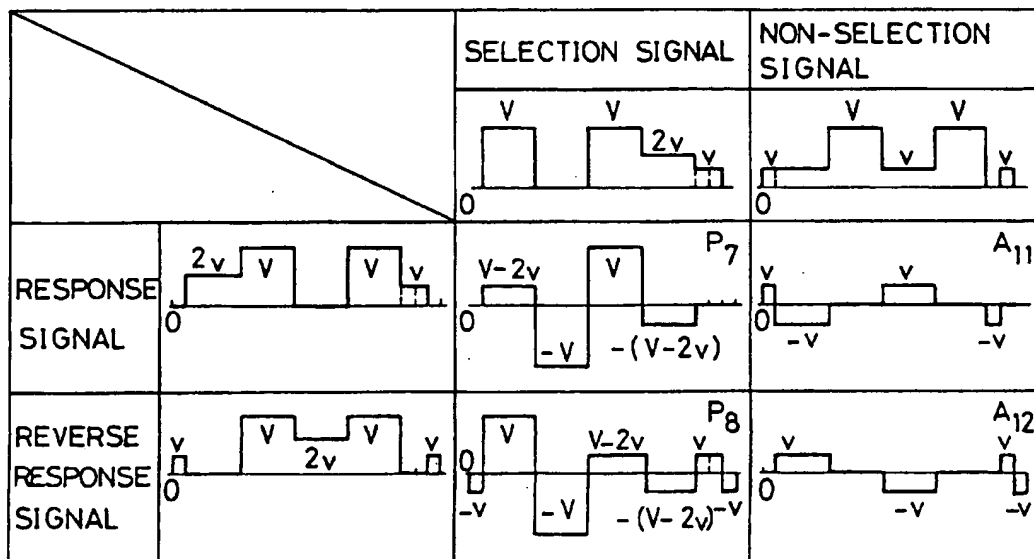 SELECTION SIGNAL
NON-SELECTION
SIGNAL
V V 2v v
0
v V v V v
0
RESPONSE
SIGNAL
2v V V v
0
P7
V-2v V
0
-V -(V-2v)
A11
v v
0
-v -v
REVERSE
RESPONSE
SIGNAL
v V V v
2v
0
P8
V V-2v v
0
-v -V -(V-2v) -v
A12
v v
0
-v -v